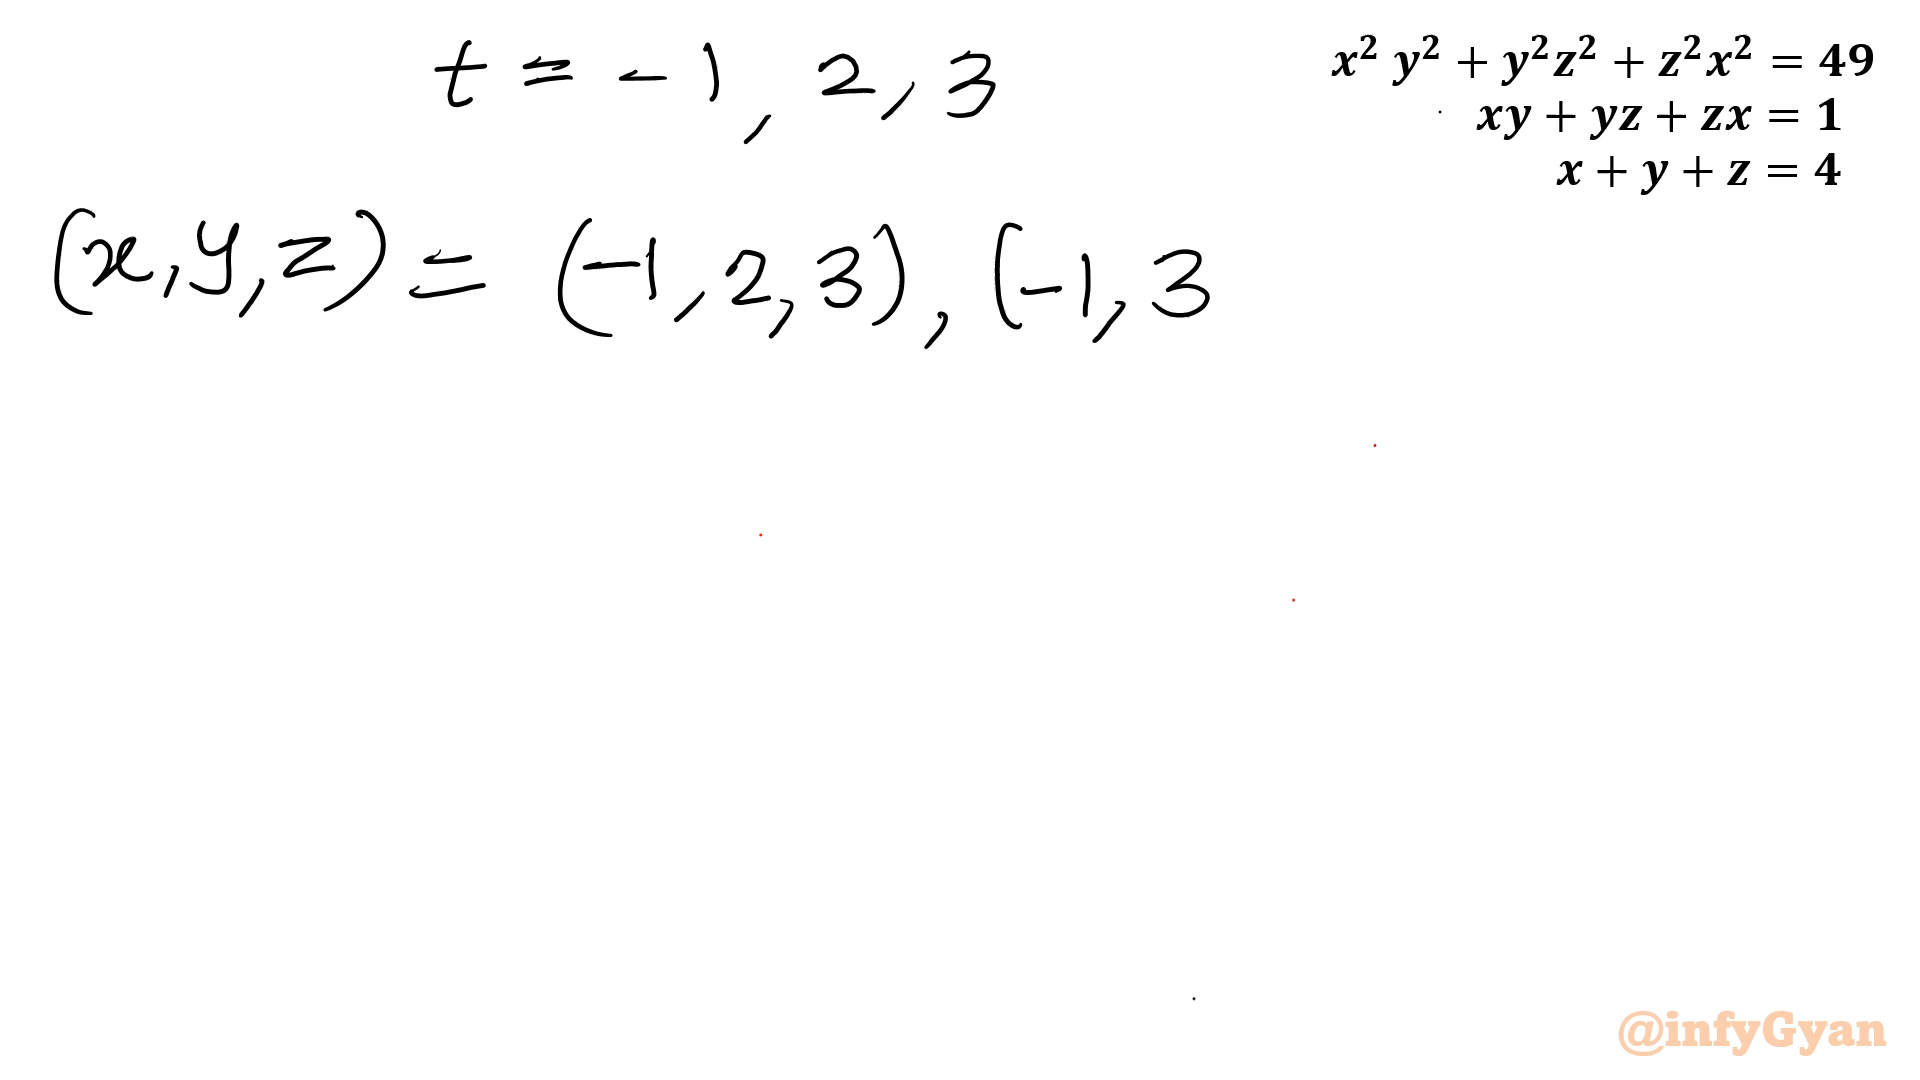 t = -1, 2, 3
x² y² + y²z² + z²x² = 49
xy + yz + zx = 1
x + y + z = 4
(x, y, z) = (-1, 2, 3), (-1, 3
@infyGyan